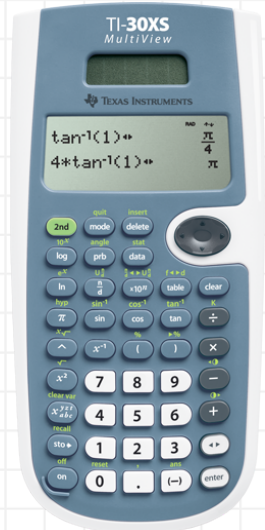 TI-30XS
MultiView
TEXAS INSTRUMENTS
RAD
tan⁻¹(1)◂▸ π/4
4*tan⁻¹(1)◂▸ π
quit insert
2nd mode delete
10ˣ angle stat
log prb data
eˣ f◂▸d
ln n/d ×10ⁿ table clear
hyp sin⁻¹ cos⁻¹ tan⁻¹ K
π sin cos tan ÷
ˣ√ % ▸%
^ x⁻¹ ( ) ×
√
x² 7 8 9 −
clear var
x y z t a b c 4 5 6 +
recall
sto▸ 1 2 3 ◂▸
off reset , ans
on 0 . (−) enter